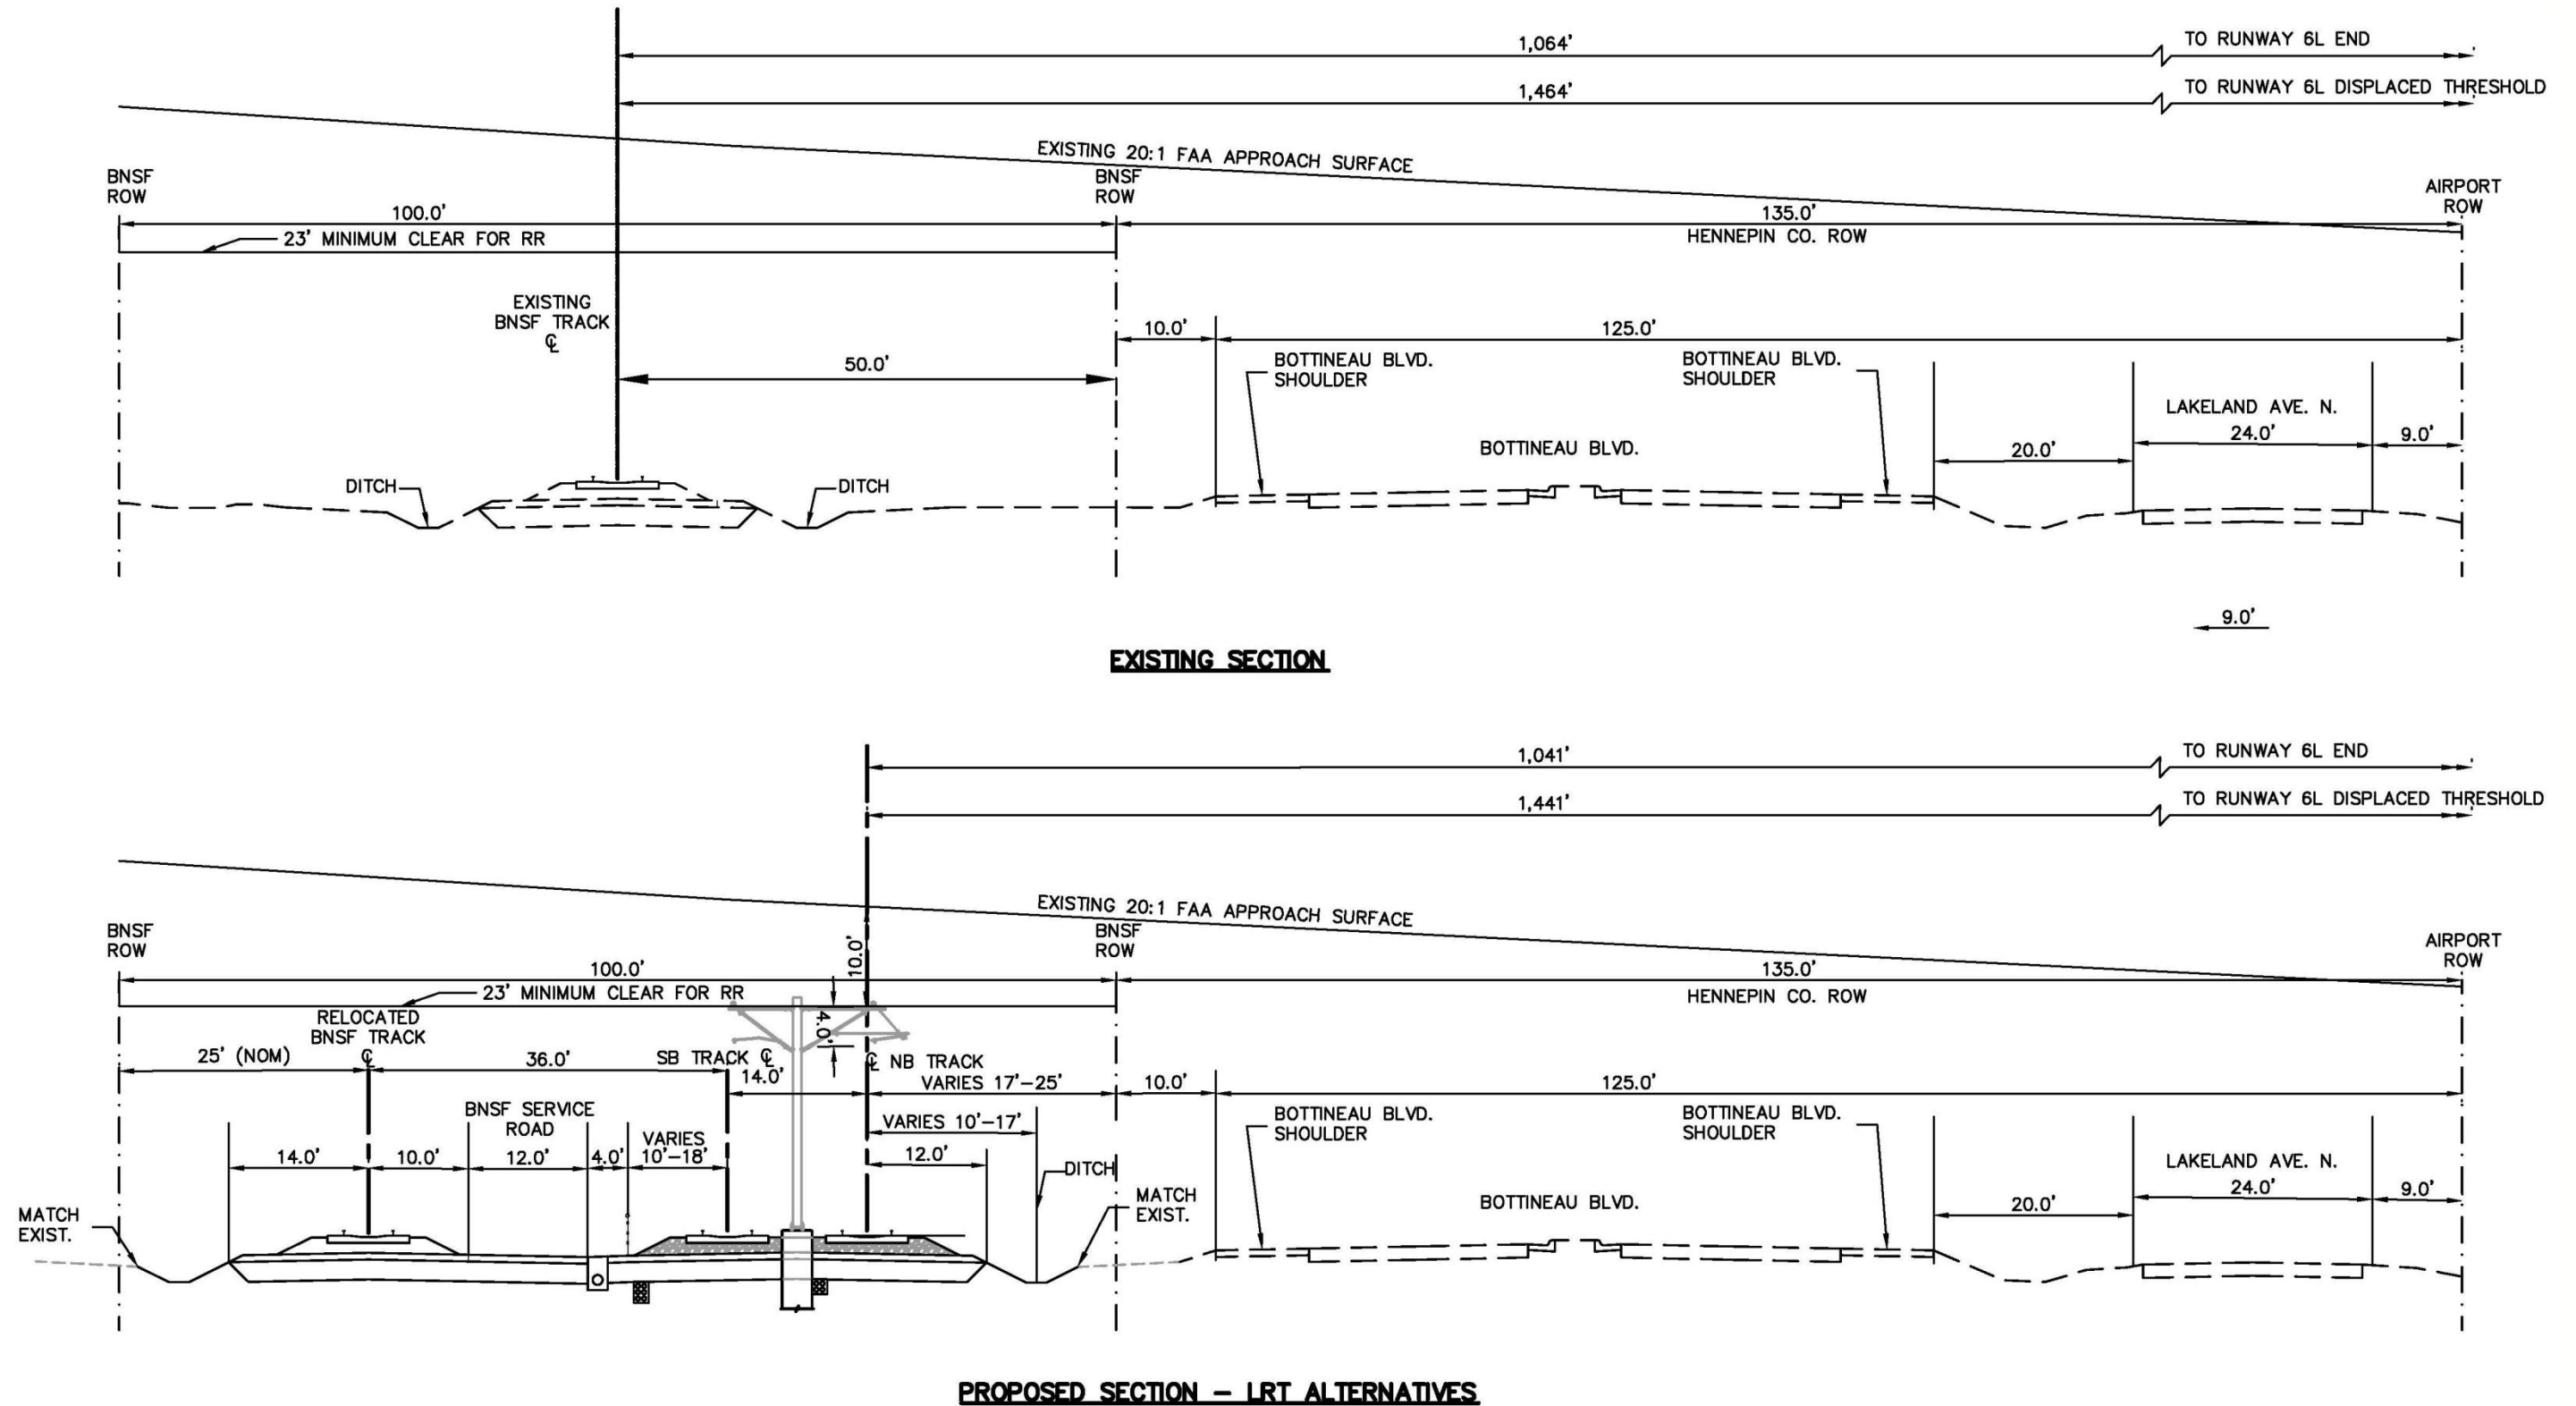 1,064'
TO RUNWAY 6L END
1,464'
TO RUNWAY 6L DISPLACED THRESHOLD
EXISTING 20:1 FAA APPROACH SURFACE
BNSF
ROW
BNSF
ROW
AIRPORT
ROW
100.0'
135.0'
23' MINIMUM CLEAR FOR RR
HENNEPIN CO. ROW
EXISTING
BNSF TRACK
℄
10.0'
125.0'
50.0'
BOTTINEAU BLVD.
SHOULDER
BOTTINEAU BLVD.
SHOULDER
LAKELAND AVE. N.
24.0'
9.0'
BOTTINEAU BLVD.
20.0'
DITCH
DITCH
9.0'
EXISTING SECTION
1,041'
TO RUNWAY 6L END
1,441'
TO RUNWAY 6L DISPLACED THRESHOLD
EXISTING 20:1 FAA APPROACH SURFACE
BNSF
ROW
BNSF
ROW
AIRPORT
ROW
10.0'
100.0'
135.0'
23' MINIMUM CLEAR FOR RR
HENNEPIN CO. ROW
RELOCATED
BNSF TRACK
℄
4.0'
25' (NOM)
36.0'
SB TRACK ℄
℄ NB TRACK
14.0'
VARIES 17'-25'
10.0'
125.0'
BNSF SERVICE
ROAD
VARIES 10'-17'
BOTTINEAU BLVD.
SHOULDER
BOTTINEAU BLVD.
SHOULDER
14.0'
10.0'
12.0'
4.0'
VARIES
10'-18'
12.0'
DITCH
LAKELAND AVE. N.
24.0'
9.0'
MATCH
EXIST.
MATCH
EXIST.
BOTTINEAU BLVD.
20.0'
PROPOSED SECTION - LRT ALTERNATIVES